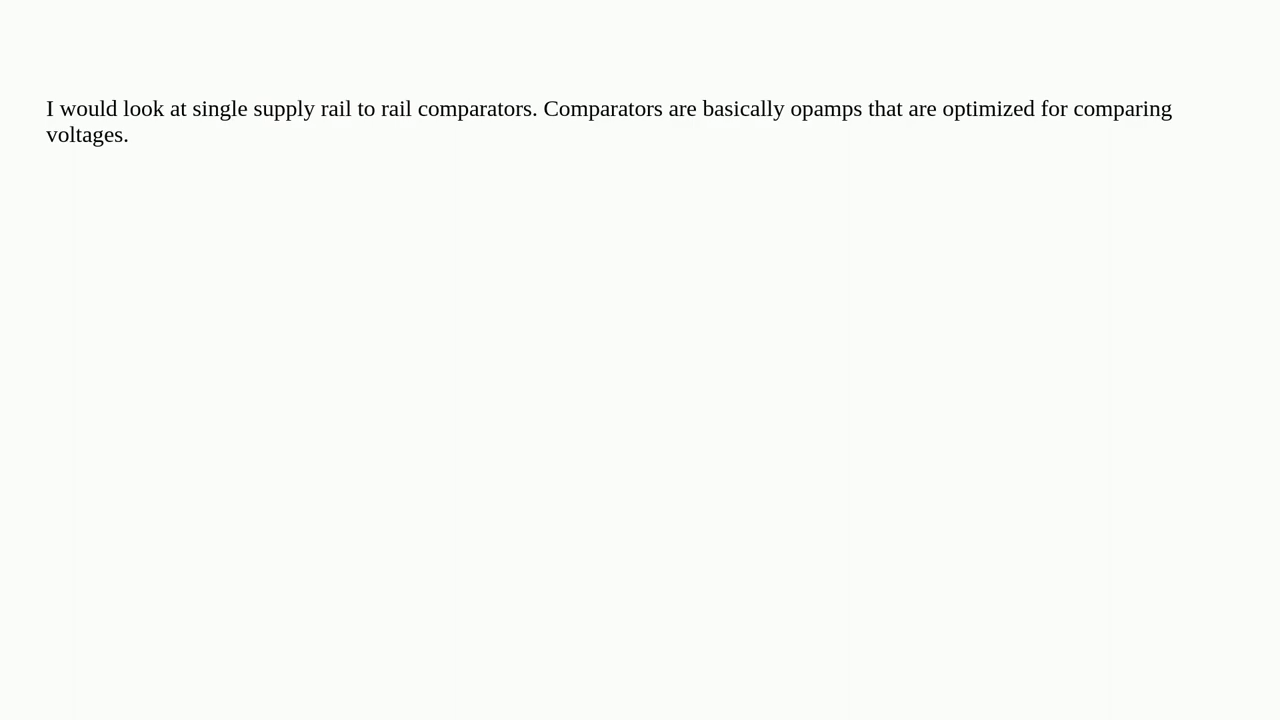 I would look at single supply rail to rail comparators. Comparators are basically opamps that are optimized for comparing
voltages.